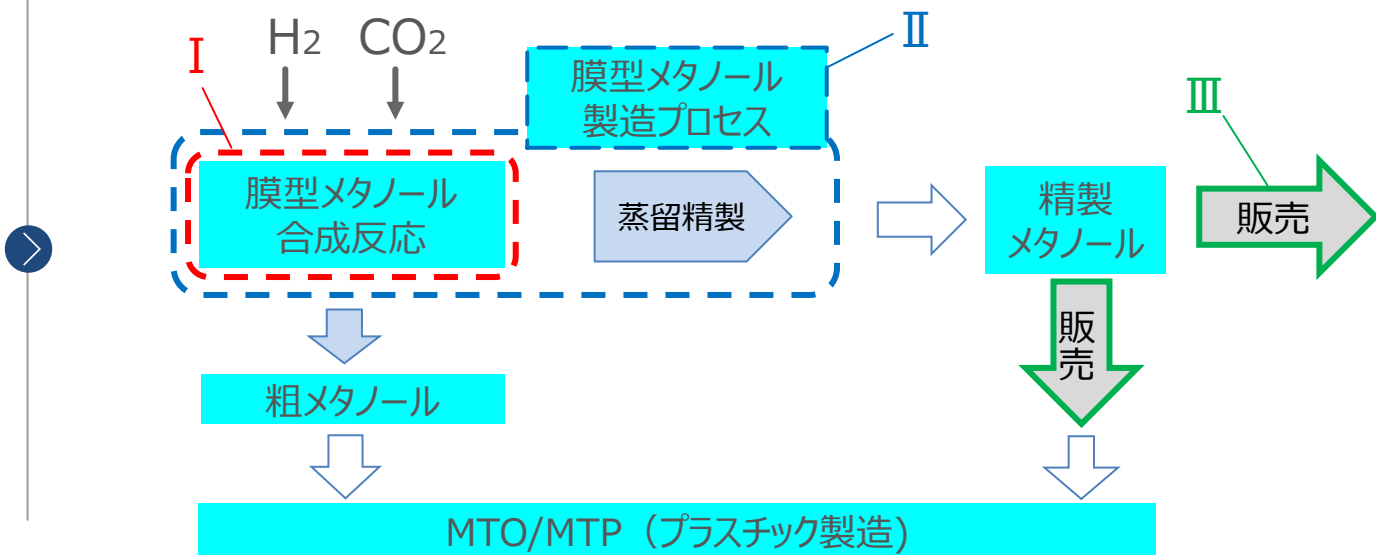 Ⅰ
H2 CO2
Ⅱ
膜型メタノール
製造プロセス
Ⅲ
膜型メタノール
合成反応
蒸留精製
精製
メタノール
販売
販
売
粗メタノール
MTO/MTP（プラスチック製造)